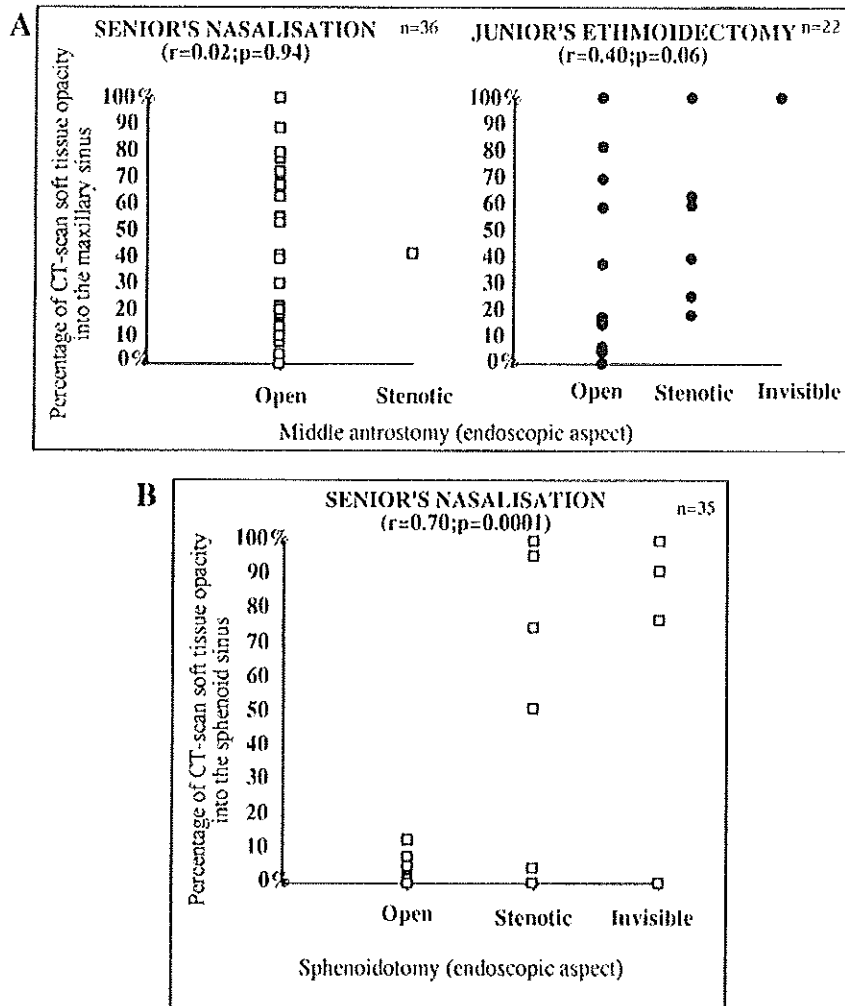 A
SENIOR'S NASALISATION n=36
(r=0.02;p=0.94)
JUNIOR'S ETHMOIDECTOMY n=22
(r=0.40;p=0.06)
Percentage of CT-scan soft tissue opacity
into the maxillary sinus
100%
90
80
70
60
50
40
30
20
10
0%
Open
Stenotic
100%
90
80
70
60
50
40
30
20
10
0%
Open
Stenotic
Invisible
Middle antrostomy (endoscopic aspect)
B
SENIOR'S NASALISATION
(r=0.70;p=0.0001)
n=35
Percentage of CT-scan soft tissue opacity
into the sphenoid sinus
100%
90
80
70
60
50
40
30
20
10
0%
Open
Stenotic
Invisible
Sphenoidotomy (endoscopic aspect)